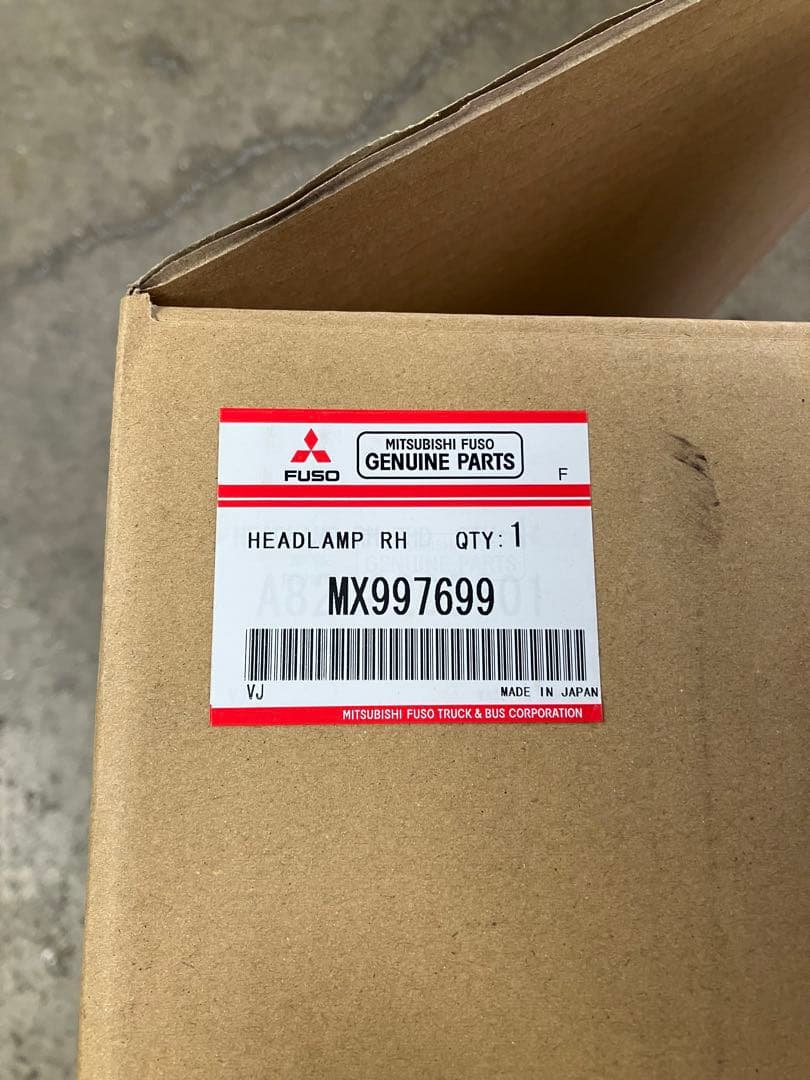 FUSO
MITSUBISHI FUSO
GENUINE PARTS
F
HEADLAMP RH QTY:1
MX997699
VJ
MADE IN JAPAN
MITSUBISHI FUSO TRUCK & BUS CORPORATION